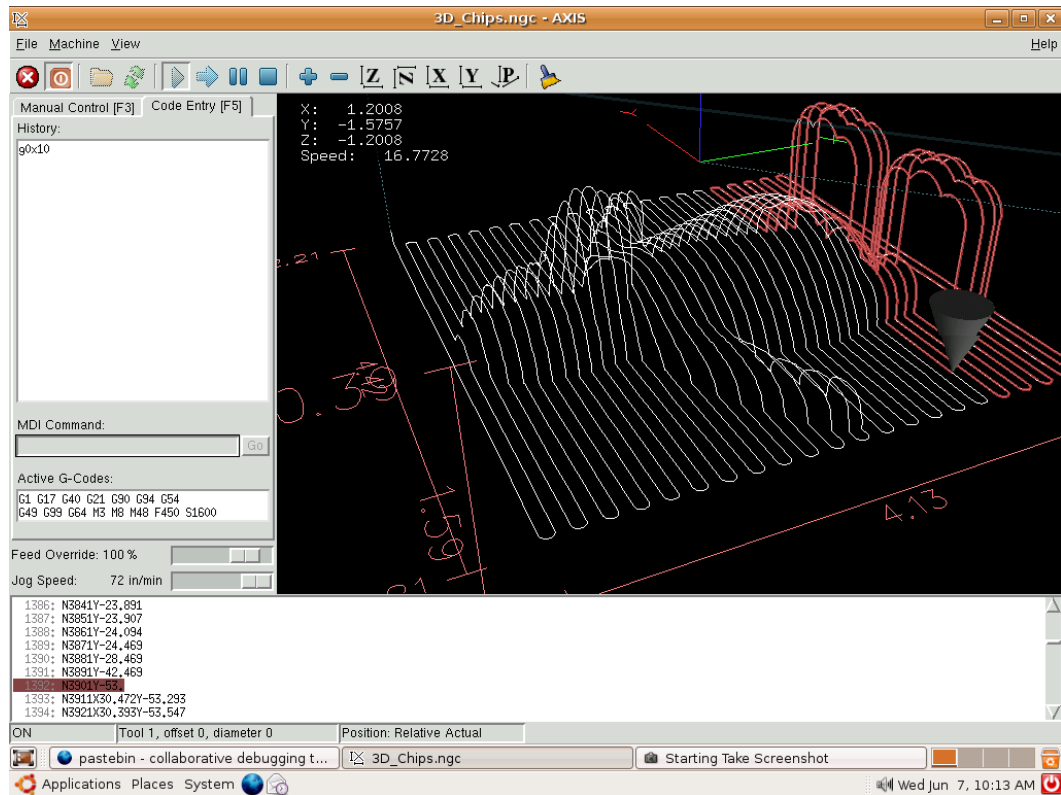 3D_Chips.ngc - AXIS
File Machine View Help
Z N X Y P
Manual Control [F3] Code Entry [F5]
History:
g0x10
MDI Command:
Go
Active G-Codes:
G1 G17 G40 G21 G90 G94 G54
G49 G99 G64 M3 M8 M48 F450 S1600
Feed Override: 100 %
Jog Speed: 72 in/min
X: 1.2008
Y: -1.5757
Z: -1.2008
Speed: 16.7728
2.21
1.59
4.13
1386: N3841Y-23.891
1387: N3851Y-23.907
1388: N3861Y-24.094
1389: N3871Y-24.469
1390: N3881Y-28.469
1391: N3891Y-42.469
1392: N3901Y-53.
1393: N3911X30.472Y-53.293
1394: N3921X30.393Y-53.547
ON Tool 1, offset 0, diameter 0 Position: Relative Actual
pastebin - collaborative debugging t... 3D_Chips.ngc Starting Take Screenshot
Applications Places System Wed Jun 7, 10:13 AM